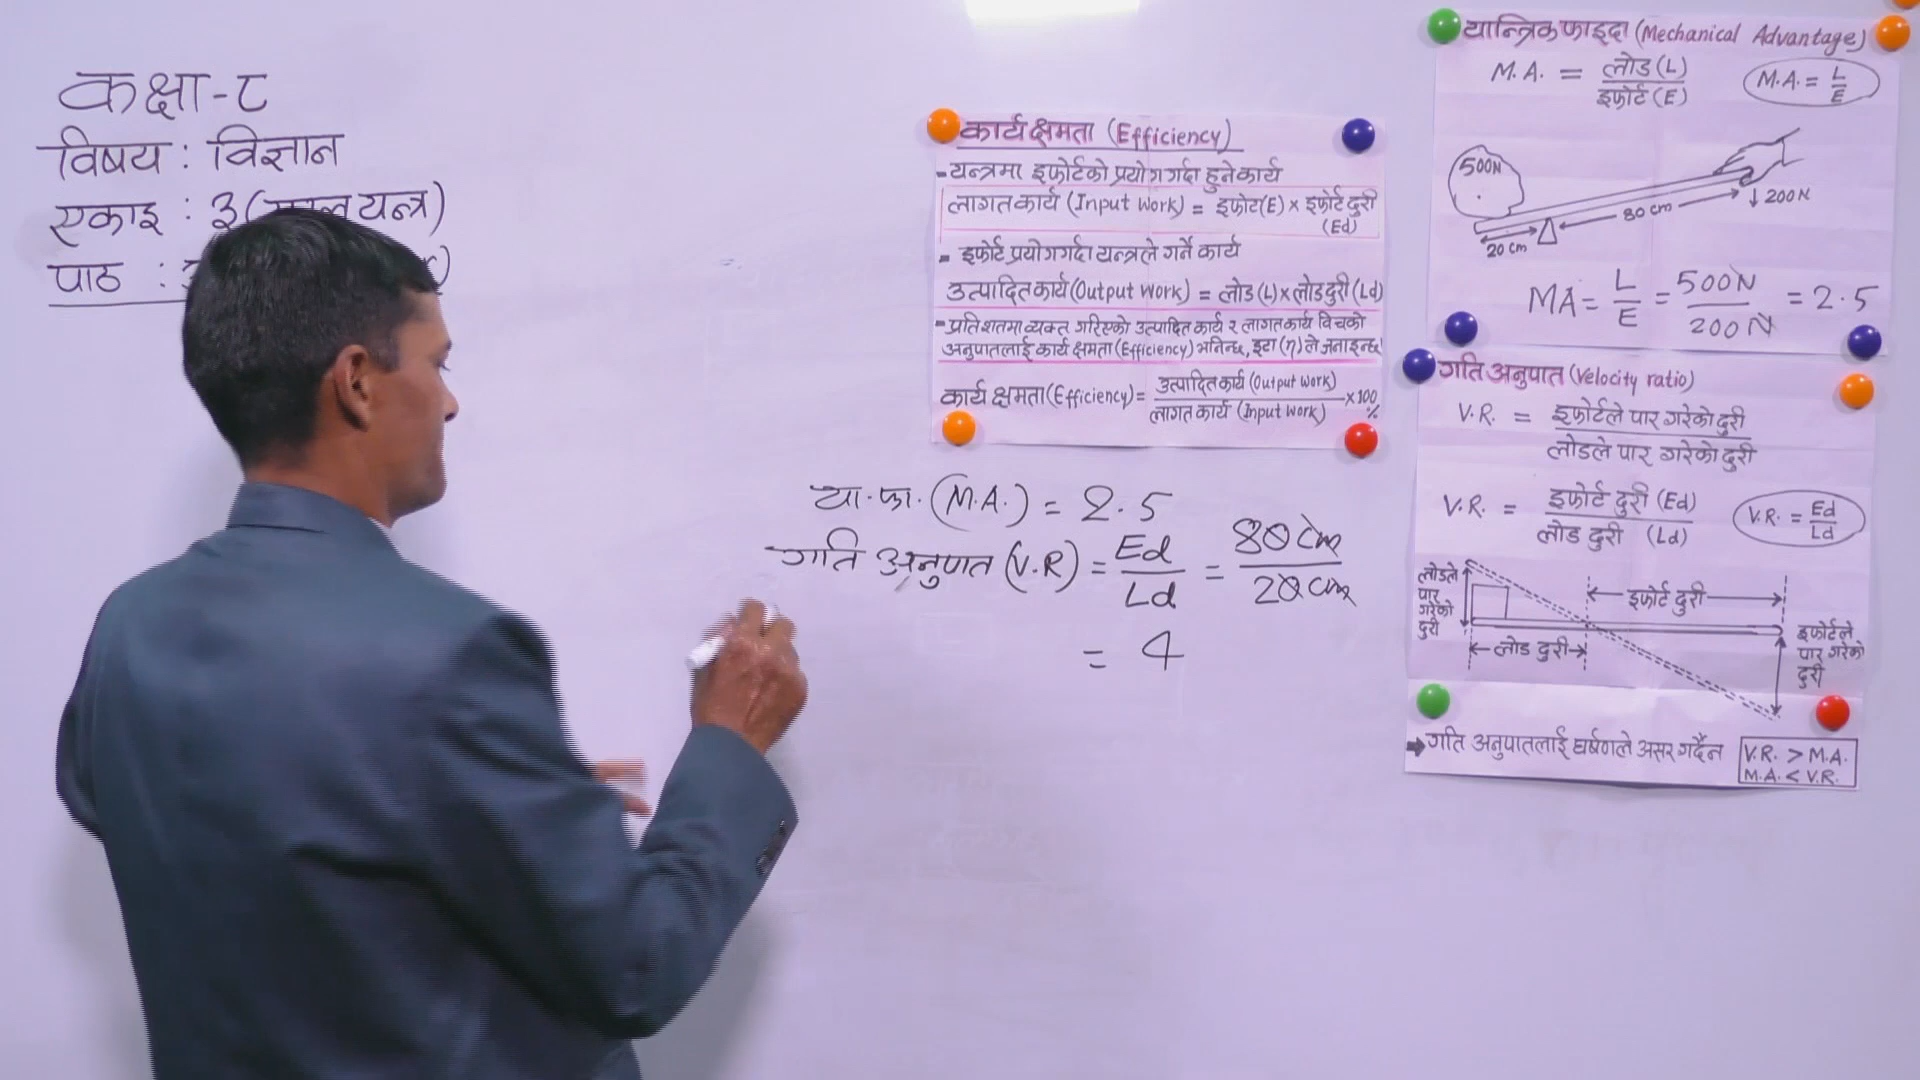 कक्षा-८
विषय : विज्ञान
एकाइ : ३ ( यन्त्र)
पाठ :
कार्य क्षमता (Efficiency)
- यन्त्रमा इफोर्टको प्रयोग गर्दा हुने कार्य
लागत कार्य (Input Work) = इफोर्ट(E) × इफोर्ट दुरी
(Ed)
- इफोर्ट प्रयोग गर्दा यन्त्रले गर्ने कार्य
उत्पादित कार्य (Output Work) = लोड (L) × लोड दुरी (Ld)
- प्रतिशतमा व्यक्त गरिएको उत्पादित कार्य र लागत कार्य विचको
अनुपातलाई कार्य क्षमता (Efficiency) भनिन्छ, इटा (η) ले जनाइन्छ
कार्य क्षमता (Efficiency) = उत्पादित कार्य (Output Work) / लागत कार्य (Input Work) × 100 %
या. फा. (M.A.) = 2.5
गति अनुपात (V.R) = Ed / Ld = 80 cm / 20 cm
= 4
यान्त्रिक फाइदा (Mechanical Advantage)
M.A. = लोड (L) / इफोर्ट (E)
M.A. = L / E
500N
200N
80 cm
20 cm
MA = L / E = 500N / 200N = 2.5
गति अनुपात (Velocity ratio)
V.R. = इफोर्टले पार गरेको दुरी / लोडले पार गरेको दुरी
V.R. = इफोर्ट दुरी (Ed) / लोड दुरी (Ld)
V.R. = Ed / Ld
लोडले
पार
गरेको
दुरी
इफोर्ट दुरी
लोड दुरी
इफोर्टले
पार गरेको
दुरी
→ गति अनुपातलाई घर्षणले असर गर्दैन
V.R. > M.A.
M.A. < V.R.